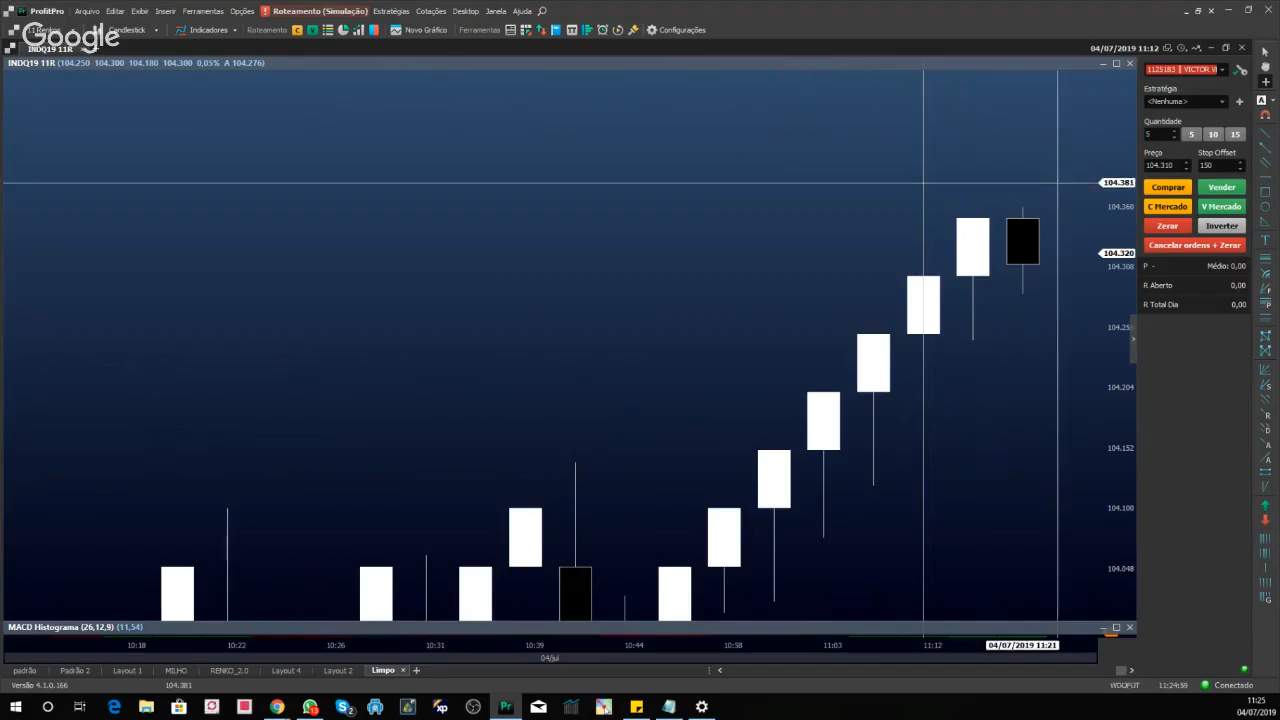 ProfitPro Arquivo Editar Exibir Inserir Ferramentas Opções Roteamento (Simulação) Estratégias Cotações Desktop Janela Ajuda
Google
Candlestick Indicadores Roteamento C V Novo Gráfico Ferramentas Configurações
INDQ19 11R 04/07/2019 11:12
INDQ19 11R (104.250 104.300 104.180 104.300 0,05% A 104.276)
1125183
Estratégia
<Nenhuma>
Quantidade
5 5 10 15
Preço Stop Offset
104.310 150
Comprar Vender
C Mercado V Mercado
Zerar Inverter
Cancelar ordens + Zerar
P - Médio: 0,00
R Aberto 0,00
R Total Dia 0,00
104.381
104.360
104.320
104.308
104.204
104.152
104.100
104.048
MACD Histograma (26,12,9) (11,54)
10:18 10:22 10:26 10:31 10:39 10:44 10:58 11:03 11:12 04/07/2019 11:21
04/jul
padrão Padrão 2 Layout 1 MILHO RENKO_2.0 Layout 4 Layout 2 Limpo
Versão 4.1.0.166 104.381 WDOFUT 11:24:59 Conectado
11:25
04/07/2019